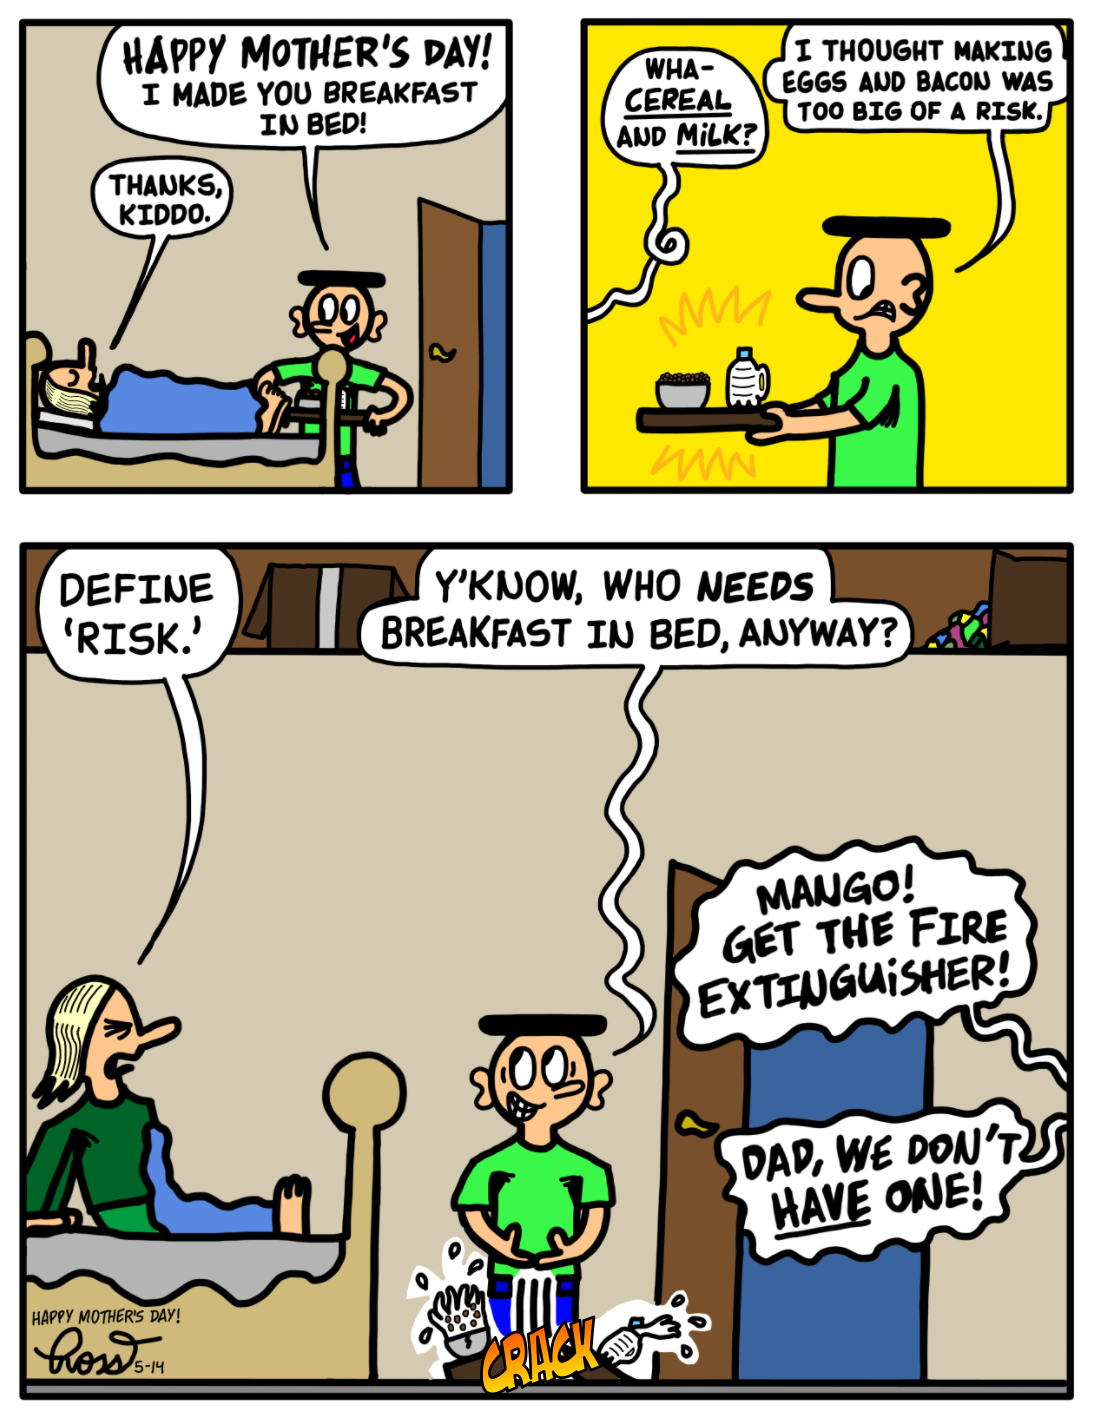 HAPPY MOTHER'S DAY!
I MADE YOU BREAKFAST
IN BED!
THANKS,
KIDDO.
WHA-
CEREAL
AND MiLK?
I THOUGHT MAKING
EGGS AND BACON WAS
TOO BIG OF A RISK.
DEFINE
'RISK.'
Y'KNOW, WHO NEEDS
BREAKFAST IN BED, ANYWAY?
MANGO!
GET THE FIRE
EXTINGUiSHER!
DAD, WE DON'T
HAVE ONE!
CRACK
HAPPY MOTHER'S DAY!
Ross
5-14